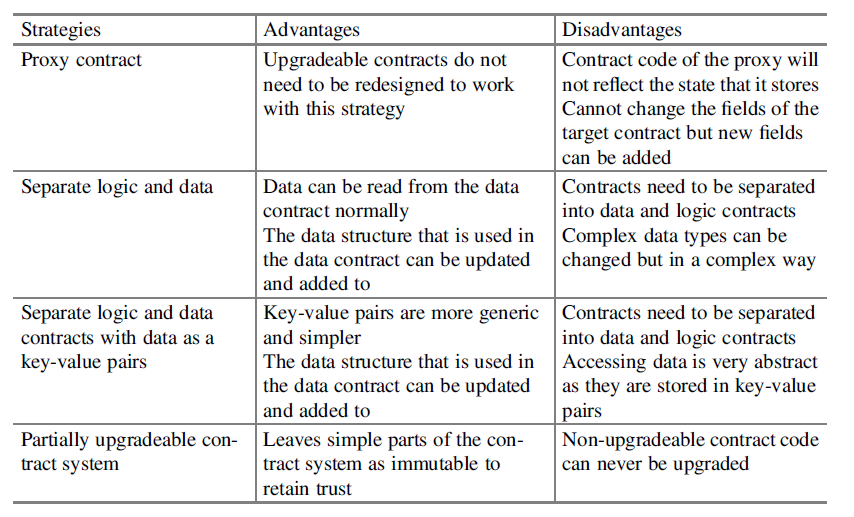 Strategies
Advantages
Disadvantages
Proxy contract
Upgradeable contracts do not
need to be redesigned to work
with this strategy
Contract code of the proxy will
not reflect the state that it stores
Cannot change the fields of the
target contract but new fields
can be added
Separate logic and data
Data can be read from the data
contract normally
The data structure that is used in
the data contract can be updated
and added to
Contracts need to be separated
into data and logic contracts
Complex data types can be
changed but in a complex way
Separate logic and data
contracts with data as a
key-value pairs
Key-value pairs are more generic
and simpler
The data structure that is used in
the data contract can be updated
and added to
Contracts need to be separated
into data and logic contracts
Accessing data is very abstract
as they are stored in key-value
pairs
Partially upgradeable con-
tract system
Leaves simple parts of the con-
tract system as immutable to
retain trust
Non-upgradeable contract code
can never be upgraded